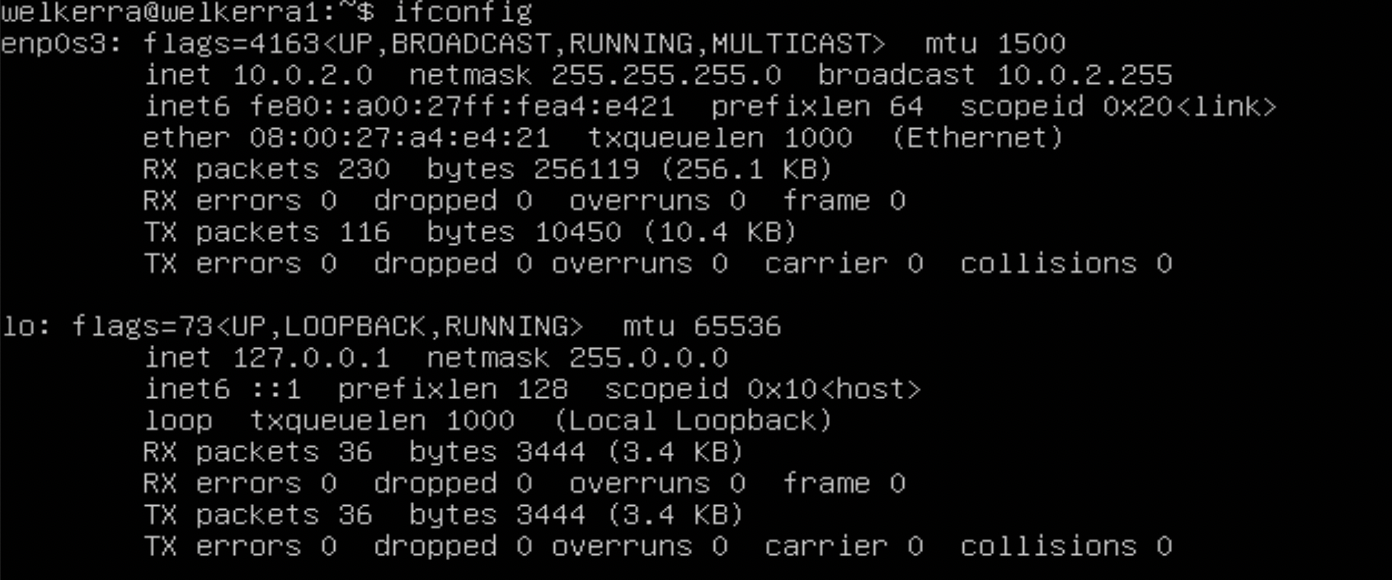 welkerra@welkerra1:~$ ifconfig
enp0s3: flags=4163<UP,BROADCAST,RUNNING,MULTICAST>  mtu 1500
        inet 10.0.2.0  netmask 255.255.255.0  broadcast 10.0.2.255
        inet6 fe80::a00:27ff:fea4:e421  prefixlen 64  scopeid 0x20<link>
        ether 08:00:27:a4:e4:21  txqueuelen 1000  (Ethernet)
        RX packets 230  bytes 256119 (256.1 KB)
        RX errors 0  dropped 0  overruns 0  frame 0
        TX packets 116  bytes 10450 (10.4 KB)
        TX errors 0  dropped 0 overruns 0  carrier 0  collisions 0

lo: flags=73<UP,LOOPBACK,RUNNING>  mtu 65536
        inet 127.0.0.1  netmask 255.0.0.0
        inet6 ::1  prefixlen 128  scopeid 0x10<host>
        loop  txqueuelen 1000  (Local Loopback)
        RX packets 36  bytes 3444 (3.4 KB)
        RX errors 0  dropped 0  overruns 0  frame 0
        TX packets 36  bytes 3444 (3.4 KB)
        TX errors 0  dropped 0 overruns 0  carrier 0  collisions 0